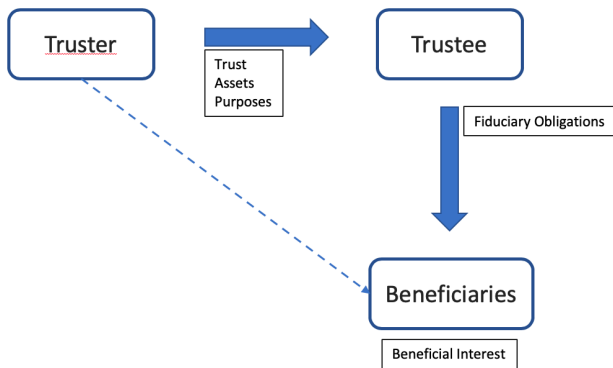 Truster
Trustee
Trust
Assets
Purposes
Fiduciary Obligations
Beneficiaries
Beneficial Interest